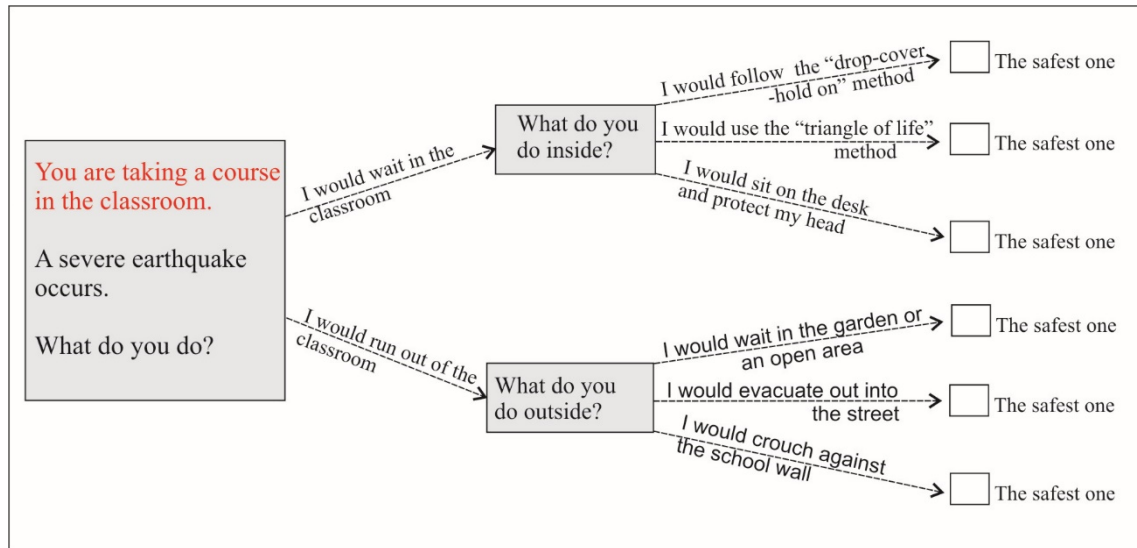 You are taking a course
in the classroom.
A severe earthquake
occurs.
What do you do?
I would wait in the
classroom
What do you
do inside?
I would follow the “drop-cover
-hold on” method
The safest one
I would use the “triangle of life”
method
The safest one
I would sit on the desk
and protect my head
The safest one
I would run out of the
classroom
What do you
do outside?
I would wait in the garden or
an open area
The safest one
I would evacuate out into
the street
The safest one
I would crouch against
the school wall
The safest one